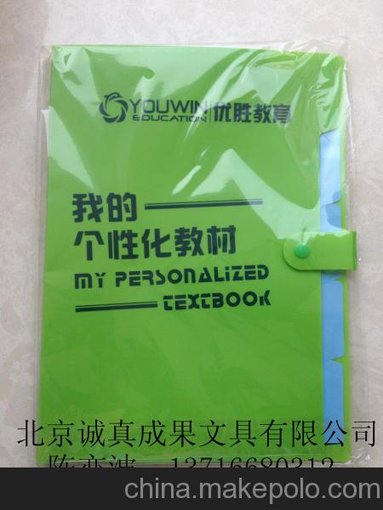 YOUWIN
EDUCATION
优胜教育
我的
个性化教材
MY PERSONALIZED
TEXTBOOK
北京诚真成果文具有限公司
13716680312
china.makepolo.com